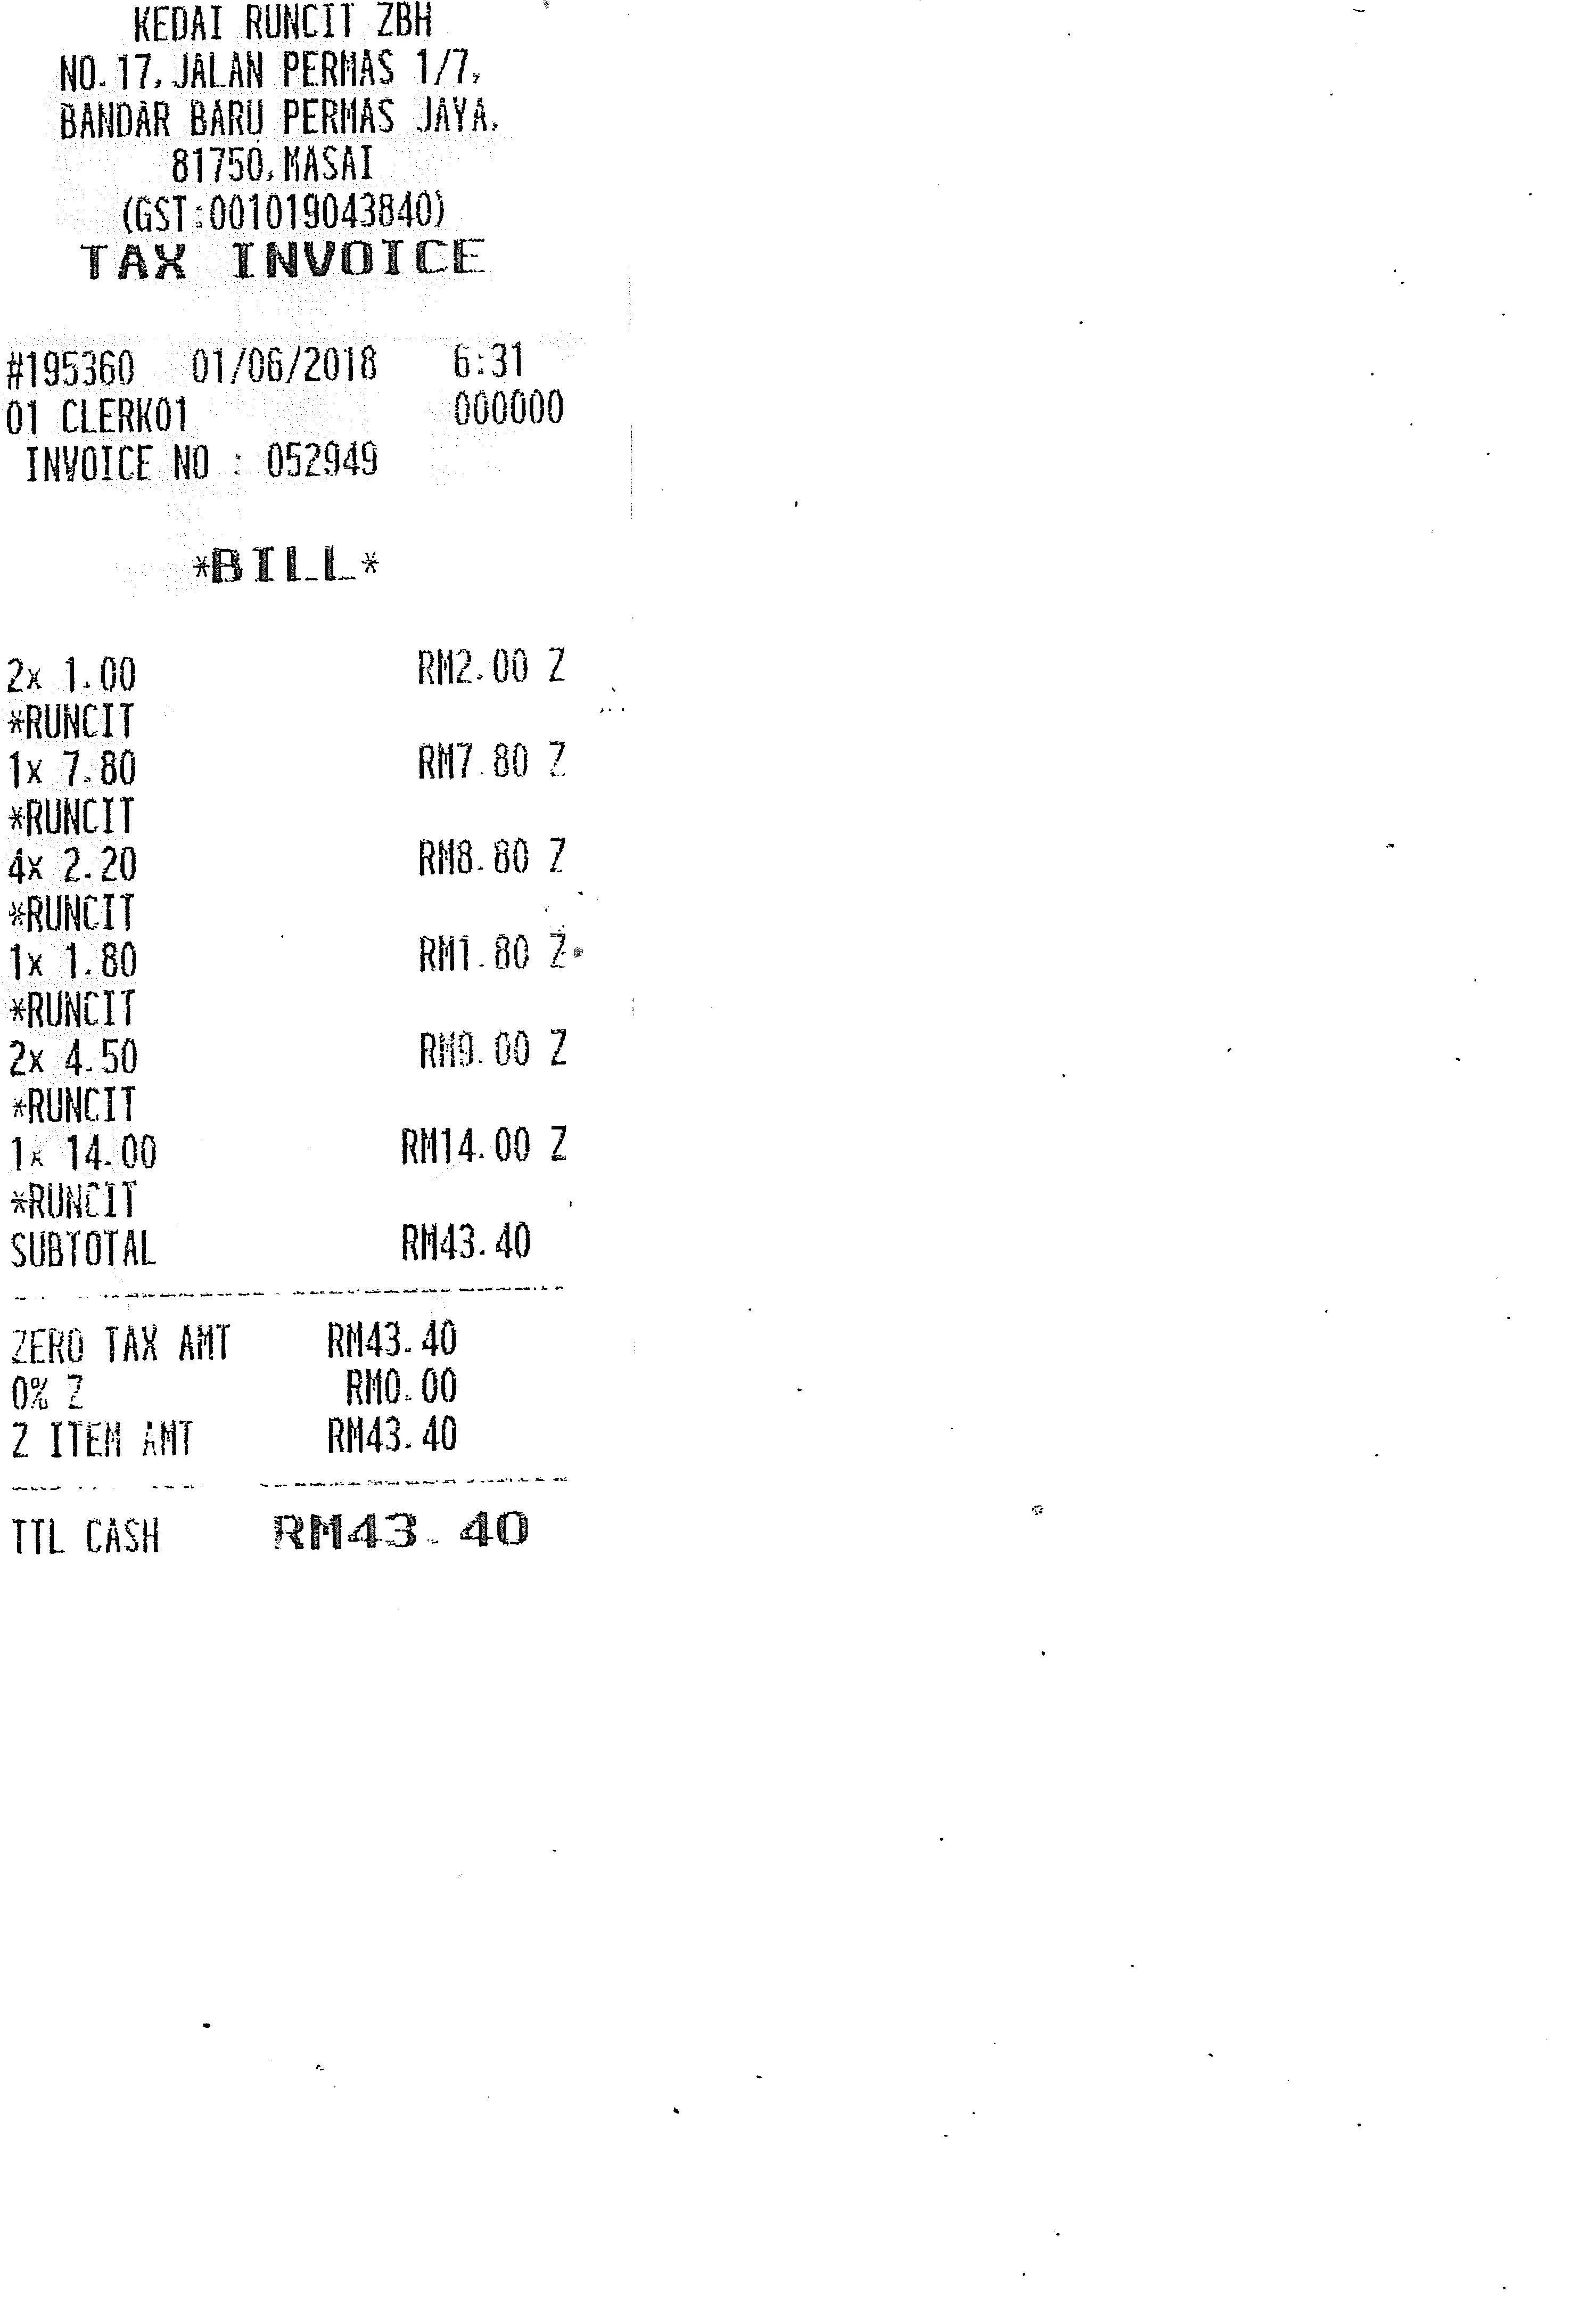 KEDAI RUNCIT ZBH
NO.17,JALAN PERMAS 1/7,
BANDAR BARU PERMAS JAYA,
81750,MASAI
(GST:001019043840)
TAX INVOICE
#195360 01/06/2018 6:31
01 CLERK01 000000
INVOICE NO : 052949
*BILL*
2x 1.00 RM2.00 Z
*RUNCIT
1x 7.80 RM7.80 Z
*RUNCIT
4x 2.20 RM8.80 Z
*RUNCIT
1x 1.80 RM1.80 Z
*RUNCIT
2x 4.50 RM9.00 Z
*RUNCIT
1x 14.00 RM14.00 Z
*RUNCIT
SUBTOTAL RM43.40
ZERO TAX AMT RM43.40
0% Z RM0.00
Z ITEM AMT RM43.40
TTL CASH RM43.40